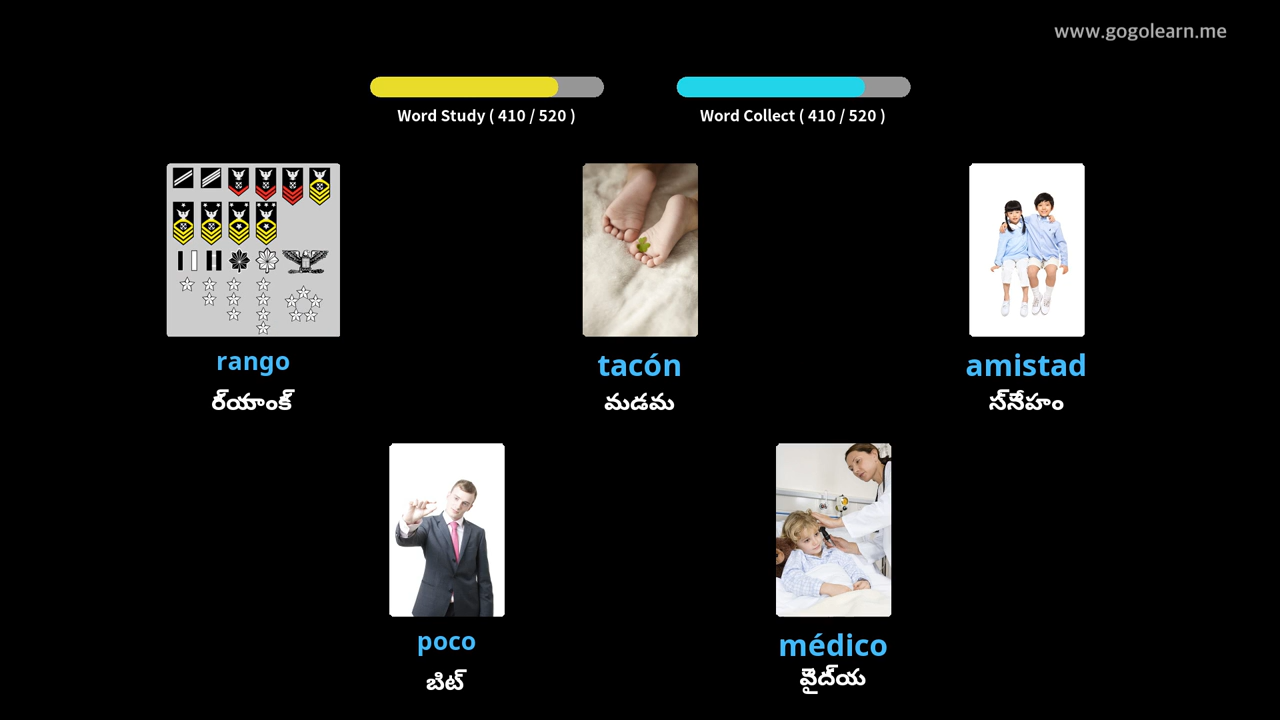 www.gogolearn.me
Word Study ( 410 / 520 )
Word Collect ( 410 / 520 )
rango
ర్‌యాంక్
tacón
మడమ
amistad
స్‌నేహం
poco
బిట్
médico
వైద్‌య